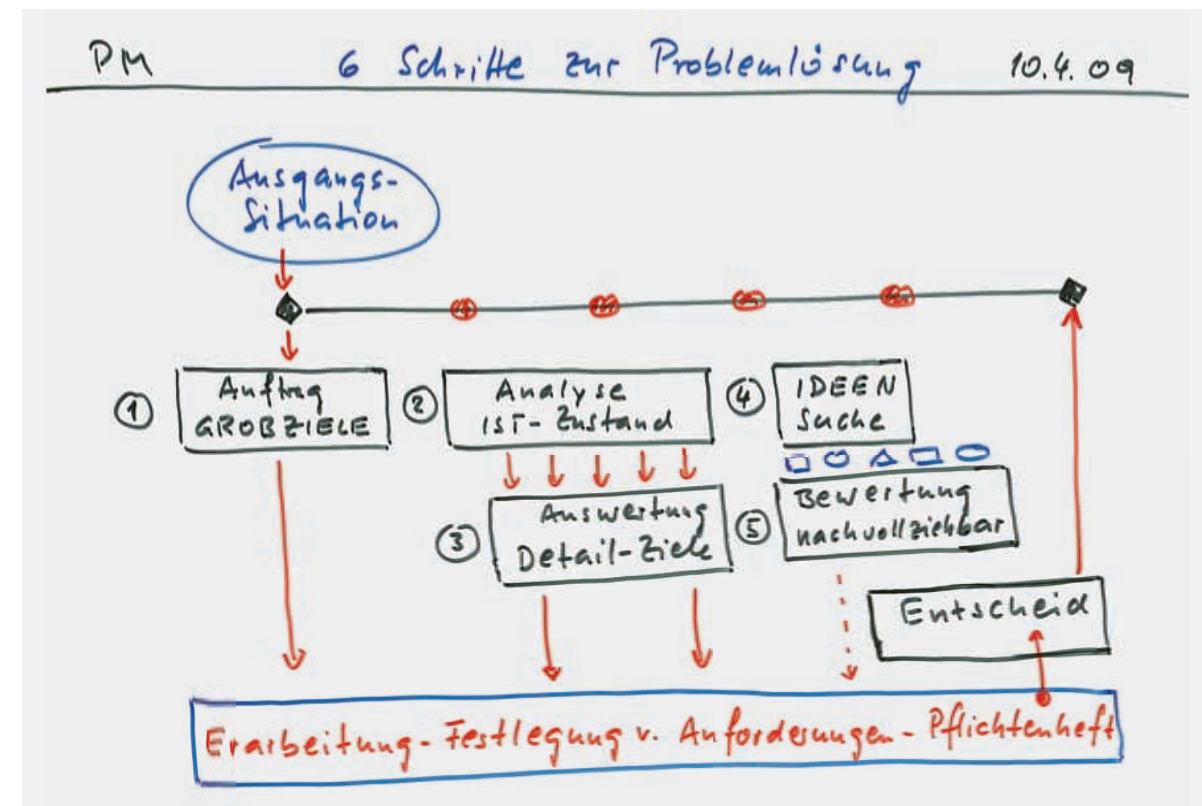 PM 6 Schritte zur Problemlösung 10.4.09
Ausgangs-
Situation
1 Auftrag
GROBZIELE
2 Analyse
IST-Zustand
3 Auswertung
Detail-Ziele
4 IDEEN
Suche
5 Bewertung
nachvollziehbar
Entscheid
Erarbeitung-Festlegung v. Anforderungen-Pflichtenheft